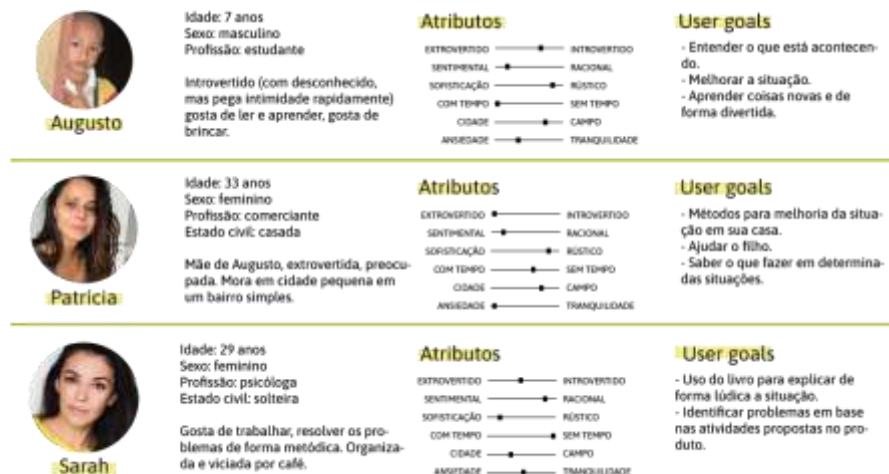 Augusto
Idade: 7 anos
Sexo: masculino
Profissão: estudante
Introvertido (com desconhecido,
mas pega intimidade rapidamente)
gosta de ler e aprender, gosta de
brincar.
Atributos
EXTROVERTIDO INTROVERTIDO
SENTIMENTAL RACIONAL
SOFISTICAÇÃO RÚSTICO
COM TEMPO SEM TEMPO
CIDADE CAMPO
ANSIEDADE TRANQUILIDADE
User goals
- Entender o que está acontecen-
do.
- Melhorar a situação.
- Aprender coisas novas e de
forma divertida.
Patrícia
Idade: 33 anos
Sexo: feminino
Profissão: comerciante
Estado civil: casada
Mãe de Augusto, extrovertida, preocu-
pada. Mora em cidade pequena em
um bairro simples.
Atributos
EXTROVERTIDO INTROVERTIDO
SENTIMENTAL RACIONAL
SOFISTICAÇÃO RÚSTICO
COM TEMPO SEM TEMPO
CIDADE CAMPO
ANSIEDADE TRANQUILIDADE
User goals
- Métodos para melhoria da situa-
ção em sua casa.
- Ajudar o filho.
- Saber o que fazer em determina-
das situações.
Sarah
Idade: 29 anos
Sexo: feminino
Profissão: psicóloga
Estado civil: solteira
Gosta de trabalhar, resolver os pro-
blemas de forma metódica. Organiza-
da e viciada por café.
Atributos
EXTROVERTIDO INTROVERTIDO
SENTIMENTAL RACIONAL
SOFISTICAÇÃO RÚSTICO
COM TEMPO SEM TEMPO
CIDADE CAMPO
ANSIEDADE TRANQUILIDADE
User goals
- Uso do livro para explicar de
forma lúdica a situação.
- Identificar problemas em base
nas atividades propostas no pro-
duto.